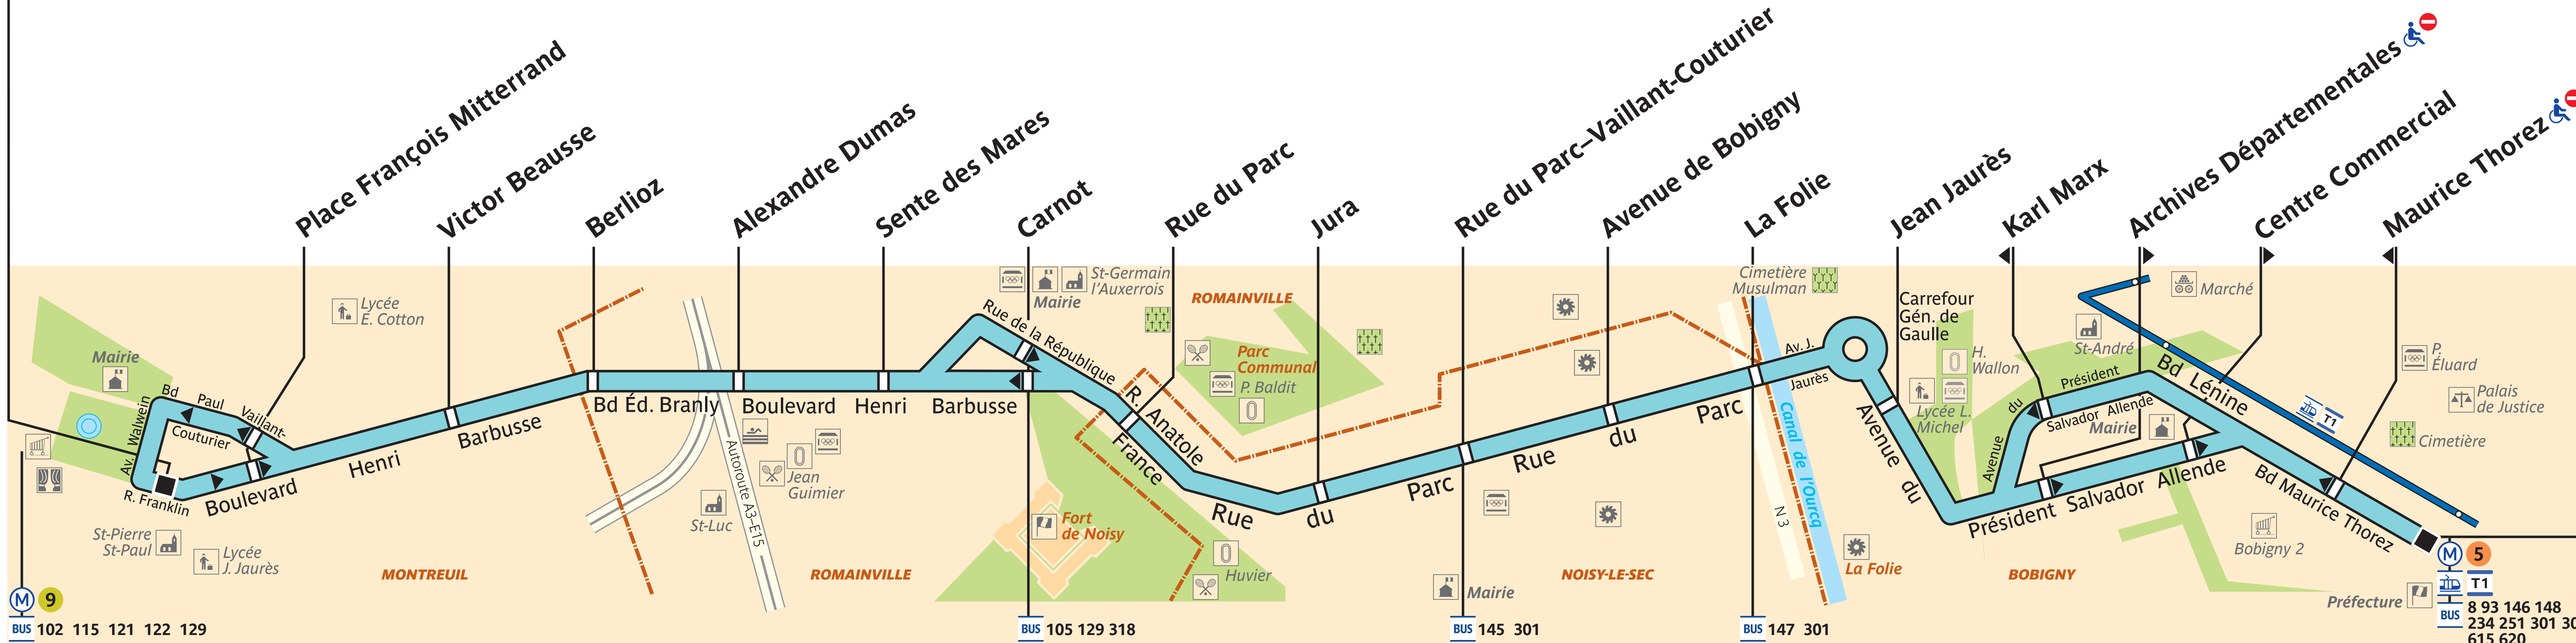 Place François Mitterrand
Victor Beausse
Berlioz
Alexandre Dumas
Sente des Mares
Carnot
Rue du Parc
Jura
Rue du Parc–Vaillant-Couturier
Avenue de Bobigny
La Folie
Jean Jaurès
Karl Marx
Archives Départementales
Centre Commercial
Maurice Thorez
Mairie
Lycée
E. Cotton
Av. Walwein
Bd Paul Vaillant-
Couturier
R. Franklin
Boulevard Henri Barbusse
St-Pierre
St-Paul
Lycée
J. Jaurès
MONTREUIL
Bd Éd. Branly
Boulevard Henri Barbusse
Autoroute A3–E15
St-Luc
Jean
Guimier
ROMAINVILLE
Rue de la République
Mairie
St-Germain
l'Auxerrois
ROMAINVILLE
Parc
Communal
P. Baldit
R. Anatole
France
Fort
de Noisy
Huvier
Rue du Parc
Mairie
Rue du Parc
NOISY-LE-SEC
Cimetière
Musulman
Av. J.
Jaurès
N 3
Canal de l'Ourcq
La Folie
Carrefour
Gén. de
Gaulle
H.
Wallon
Lycée L.
Michel
Avenue du
Président Salvador Allende
Avenue du Président
Salvador Allende
Mairie
BOBIGNY
St-André
Marché
Bd Lénine
T1
P.
Éluard
Palais
de Justice
Cimetière
Bd Maurice Thorez
Bobigny 2
Préfecture
M 9
BUS 102 115 121 122 129
BUS 105 129 318
BUS 145 301
BUS 147 301
M 5
T1
BUS 8 93 146 148
234 251 301
615 620